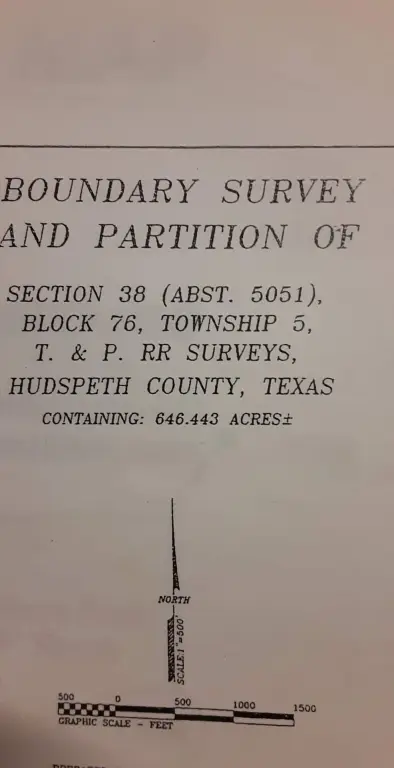 BOUNDARY SURVEY
AND PARTITION OF
SECTION 38 (ABST. 5051),
BLOCK 76, TOWNSHIP 5,
T. & P. RR SURVEYS,
HUDSPETH COUNTY, TEXAS
CONTAINING: 646.443 ACRES±
NORTH
SCALE:1"=500'
500 0 500 1000 1500
GRAPHIC SCALE - FEET